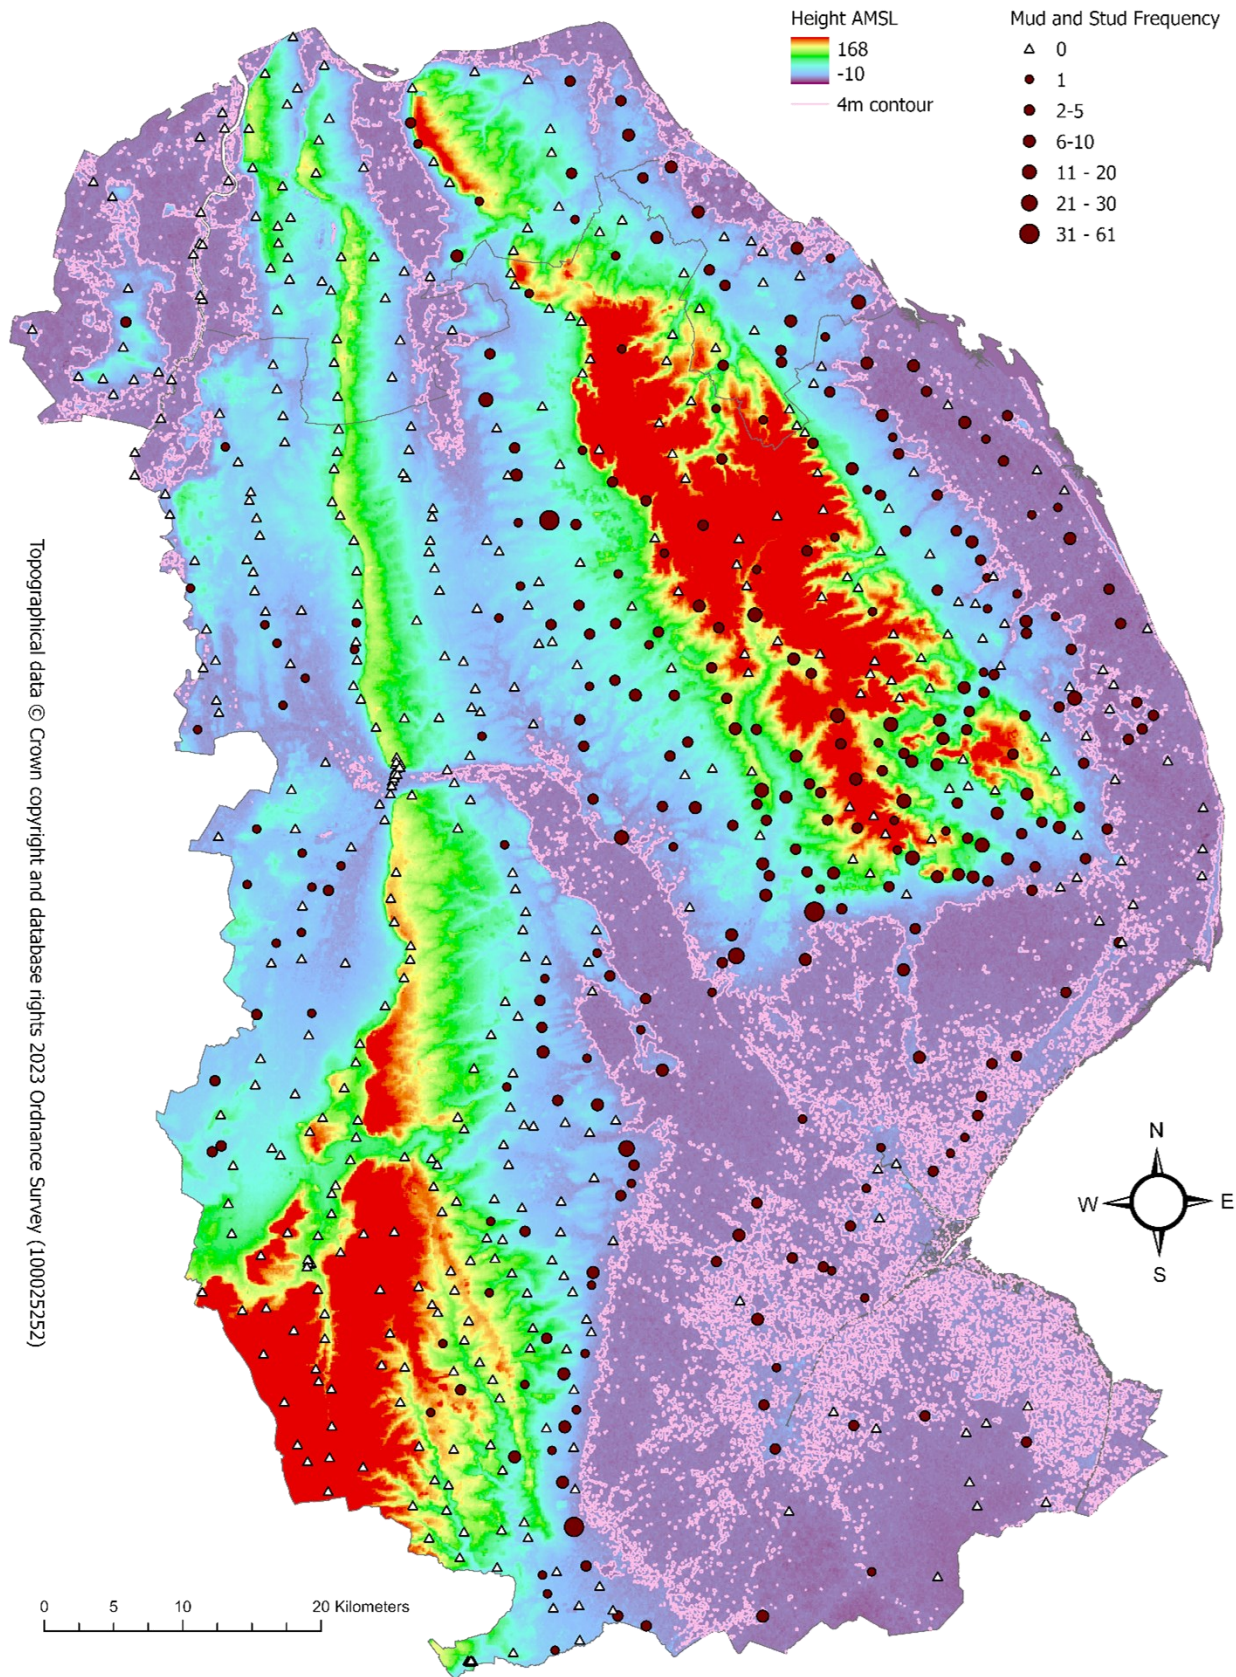 Height AMSL
168
-10
4m contour
Mud and Stud Frequency
0
1
2-5
6-10
11 - 20
21 - 30
31 - 61
Topographical data © Crown copyright and database rights 2023 Ordnance Survey (100025252)
N
W
E
S
0 5 10 20 Kilometers